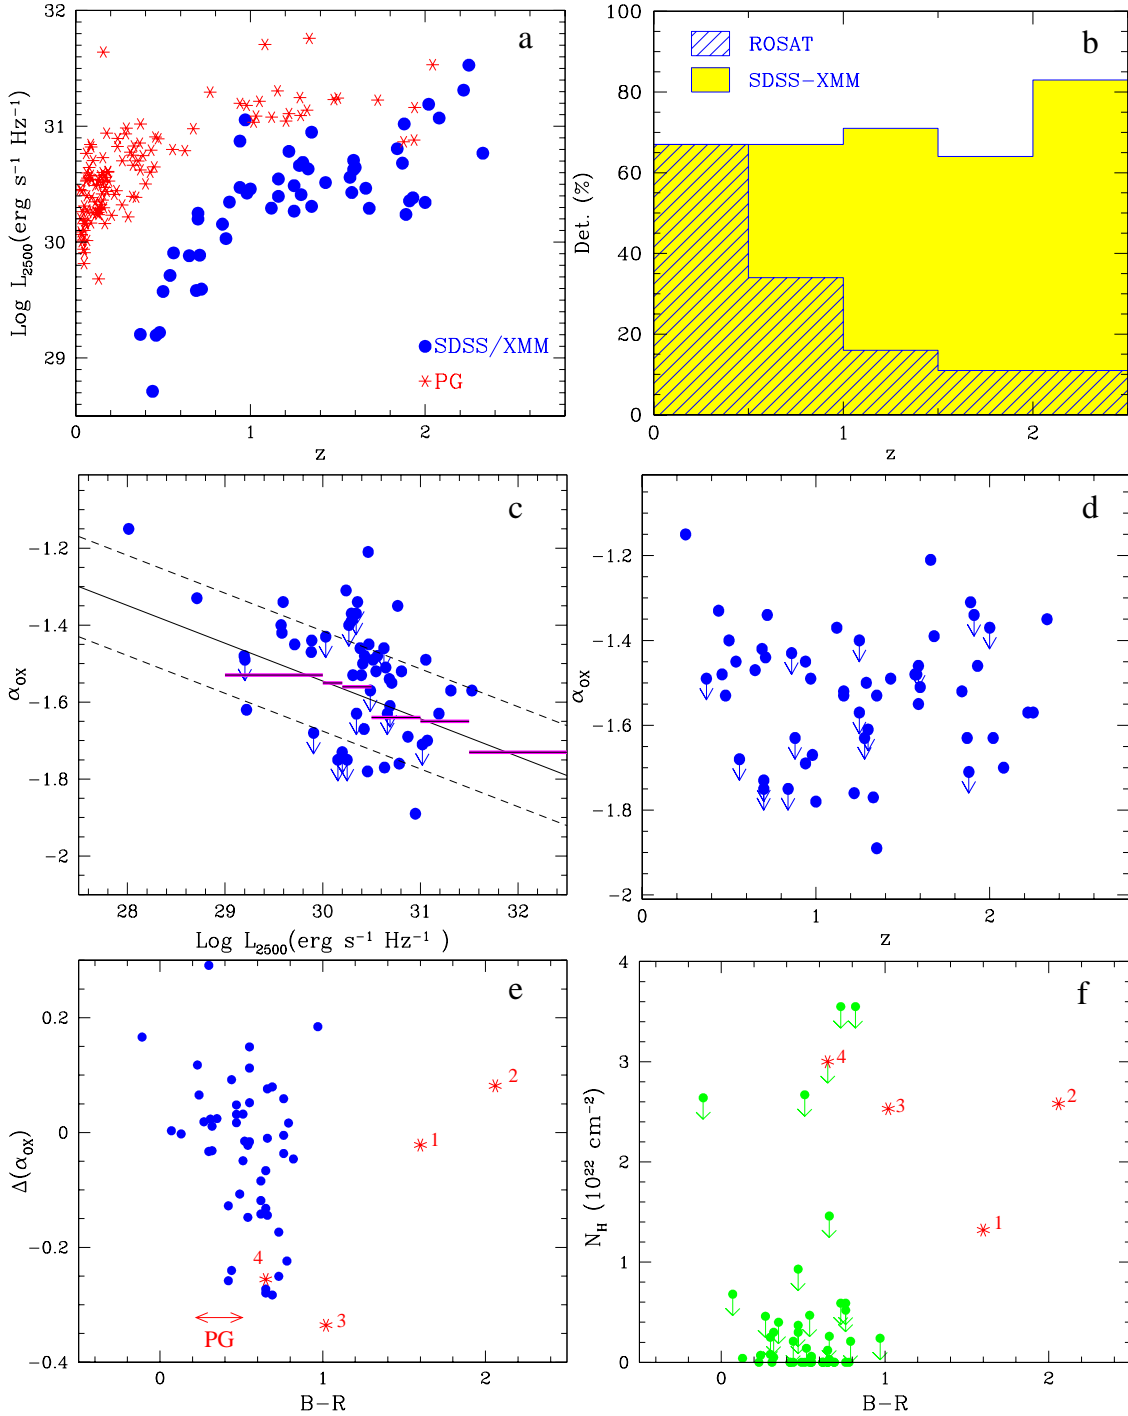 a
32
31
30
29
Log L2500(erg s⁻¹ Hz⁻¹)
SDSS/XMM
PG
0 1 2
z
b
ROSAT
SDSS-XMM
100
80
60
40
20
0
Det. (%)
0 1 2
z
c
-1.2
-1.4
-1.6
-1.8
-2
αOX
28 29 30 31 32
Log L2500(erg s⁻¹ Hz⁻¹ )
d
-1.2
-1.4
-1.6
-1.8
-2
αOX
0 1 2
z
e
0.2
0
-0.2
-0.4
Δ(αOX)
2
1
4
3
PG
0 1 2
B-R
f
4
3
2
1
0
NH (10²² cm⁻²)
4
3
2
1
0 1 2
B-R